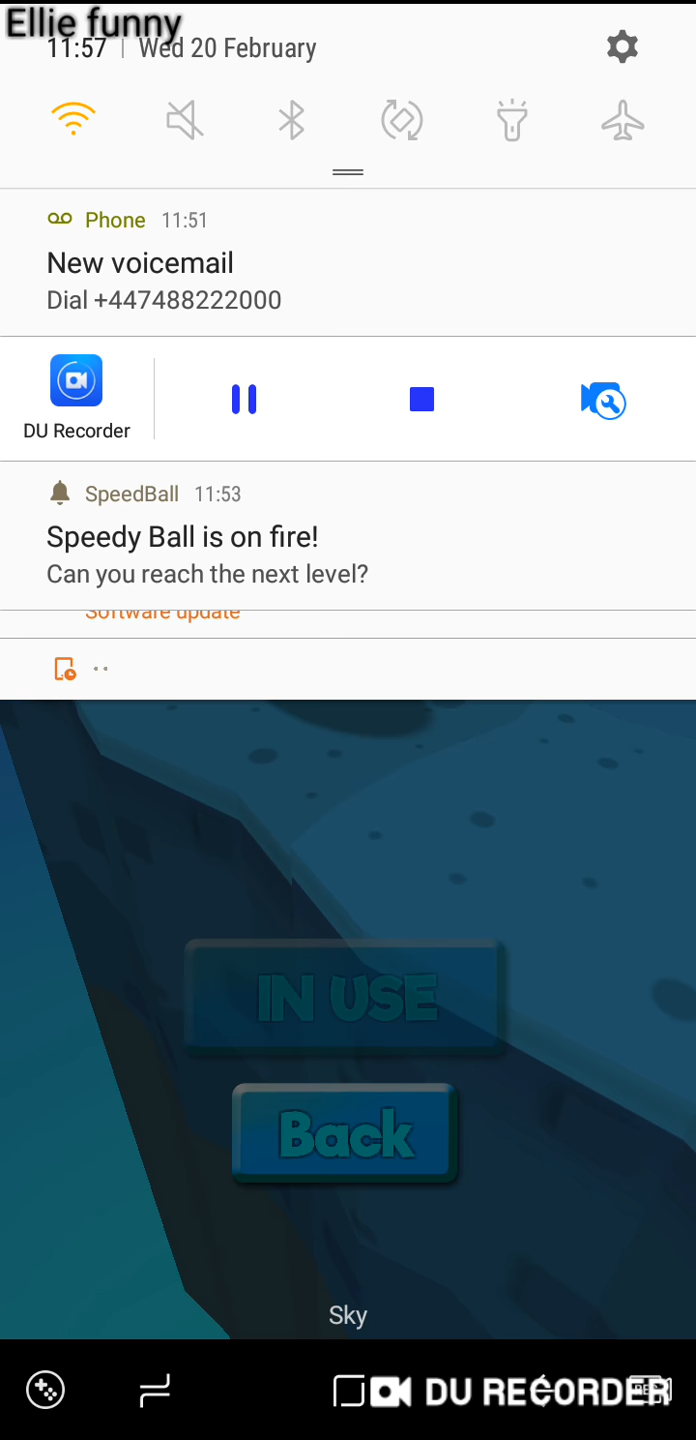 Ellie funny
11:57 | Wed 20 February
Phone 11:51
New voicemail
Dial +447488222000
DU Recorder
SpeedBall 11:53
Speedy Ball is on fire!
Can you reach the next level?
Software update
IN USE
Back
Sky
DU RECORDER